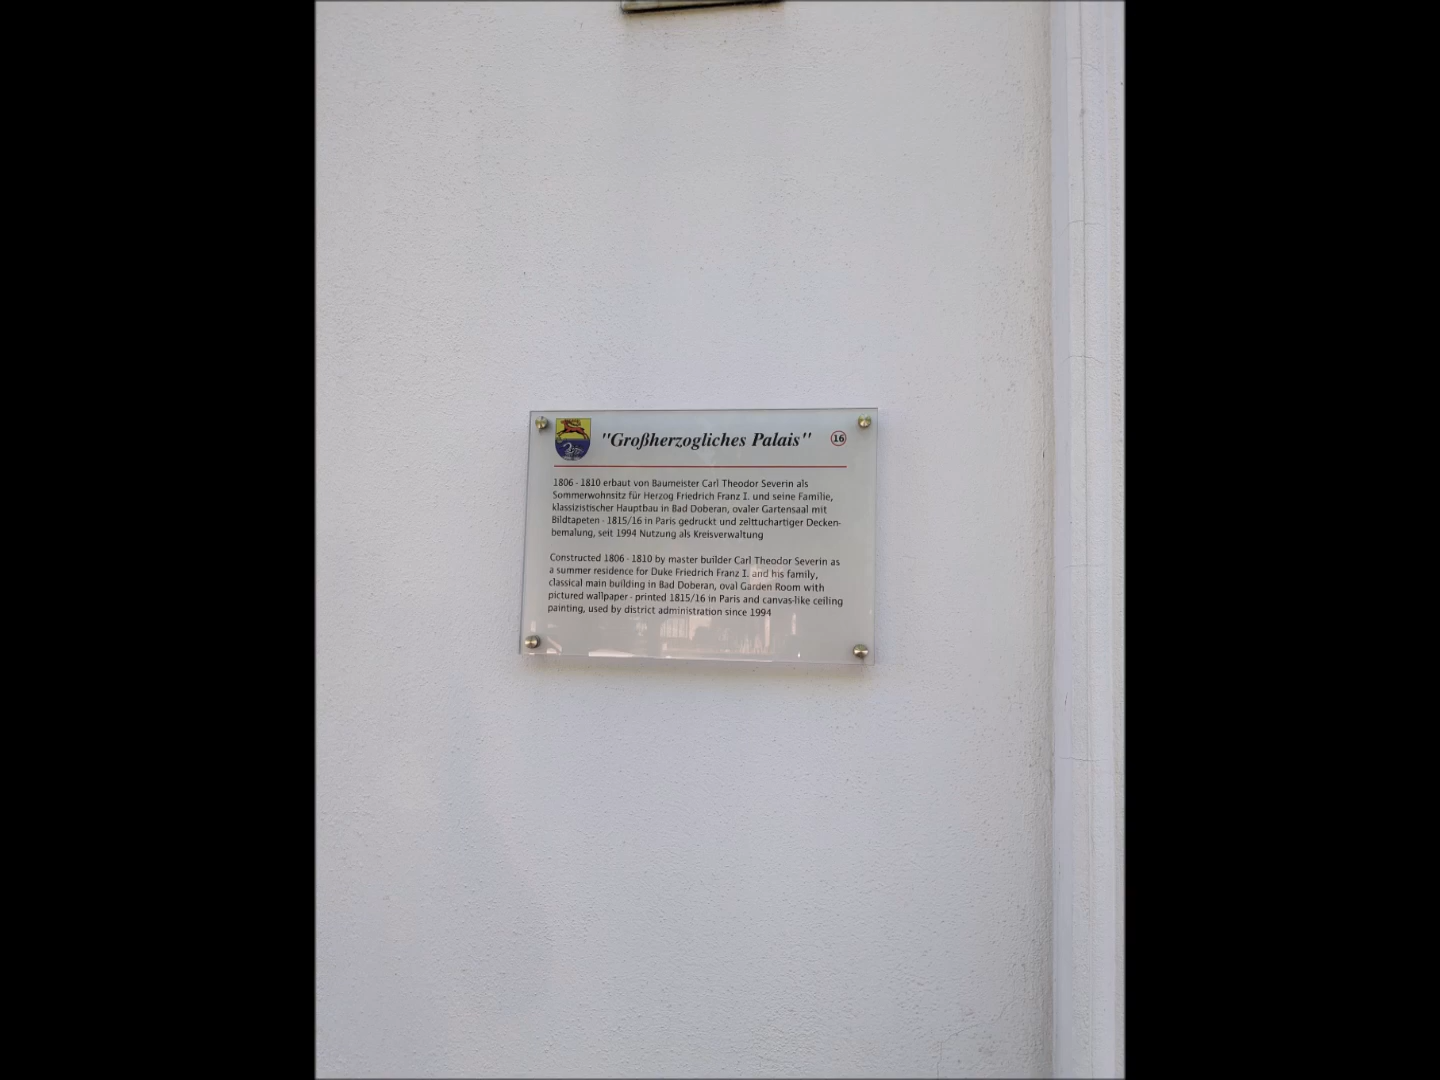 "Großherzogliches Palais" 16
1806 - 1810 erbaut von Baumeister Carl Theodor Severin als
Sommerwohnsitz für Herzog Friedrich Franz I. und seine Familie,
klassizistischer Hauptbau in Bad Doberan, ovaler Gartensaal mit
Bildtapeten - 1815/16 in Paris gedruckt und zelttuchartiger Decken-
bemalung, seit 1994 Nutzung als Kreisverwaltung
Constructed 1806 - 1810 by master builder Carl Theodor Severin as
a summer residence for Duke Friedrich Franz I. and his family,
classical main building in Bad Doberan, oval Garden Room with
pictured wallpaper - printed 1815/16 in Paris and canvas-like ceiling
painting, used by district administration since 1994